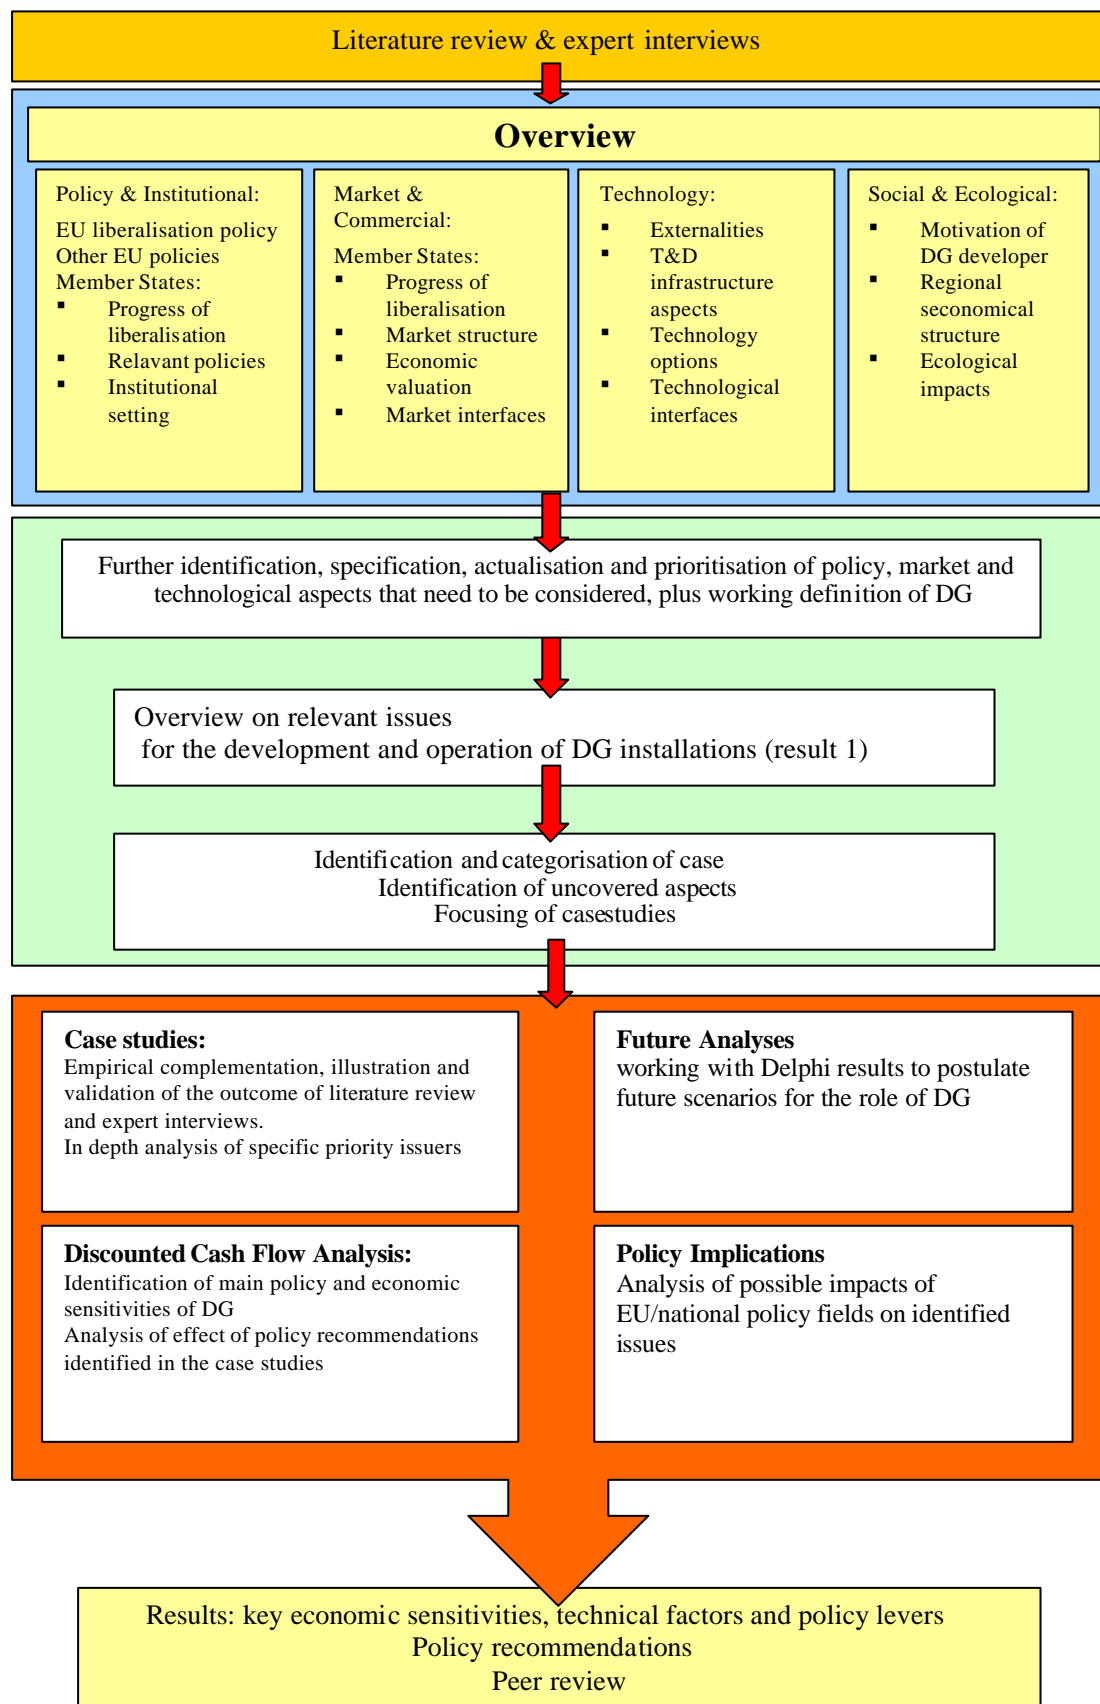 Literature review & expert interviews
Overview
Policy & Institutional:
EU liberalisation policy
Other EU policies
Member States:
▪ Progress of
liberalisation
▪ Relavant policies
▪ Institutional
setting
Market &
Commercial:
Member States:
▪ Progress of
liberalisation
▪ Market structure
▪ Economic
valuation
▪ Market interfaces
Technology:
▪ Externalities
▪ T&D
infrastructure
aspects
▪ Technology
options
▪ Technological
interfaces
Social & Ecological:
▪ Motivation of
DG developer
▪ Regional
seconomical
structure
▪ Ecological
impacts
Further identification, specification, actualisation and prioritisation of policy, market and
technological aspects that need to be considered, plus working definition of DG
Overview on relevant issues
for the development and operation of DG installations (result 1)
Identification and categorisation of case
Identification of uncovered aspects
Focusing of casestudies
Case studies:
Empirical complementation, illustration and
validation of the outcome of literature review
and expert interviews.
In depth analysis of specific priority issuers
Future Analyses
working with Delphi results to postulate
future scenarios for the role of DG
Discounted Cash Flow Analysis:
Identification of main policy and economic
sensitivities of DG
Analysis of effect of policy recommendations
identified in the case studies
Policy Implications
Analysis of possible impacts of
EU/national policy fields on identified
issues
Results: key economic sensitivities, technical factors and policy levers
Policy recommendations
Peer review